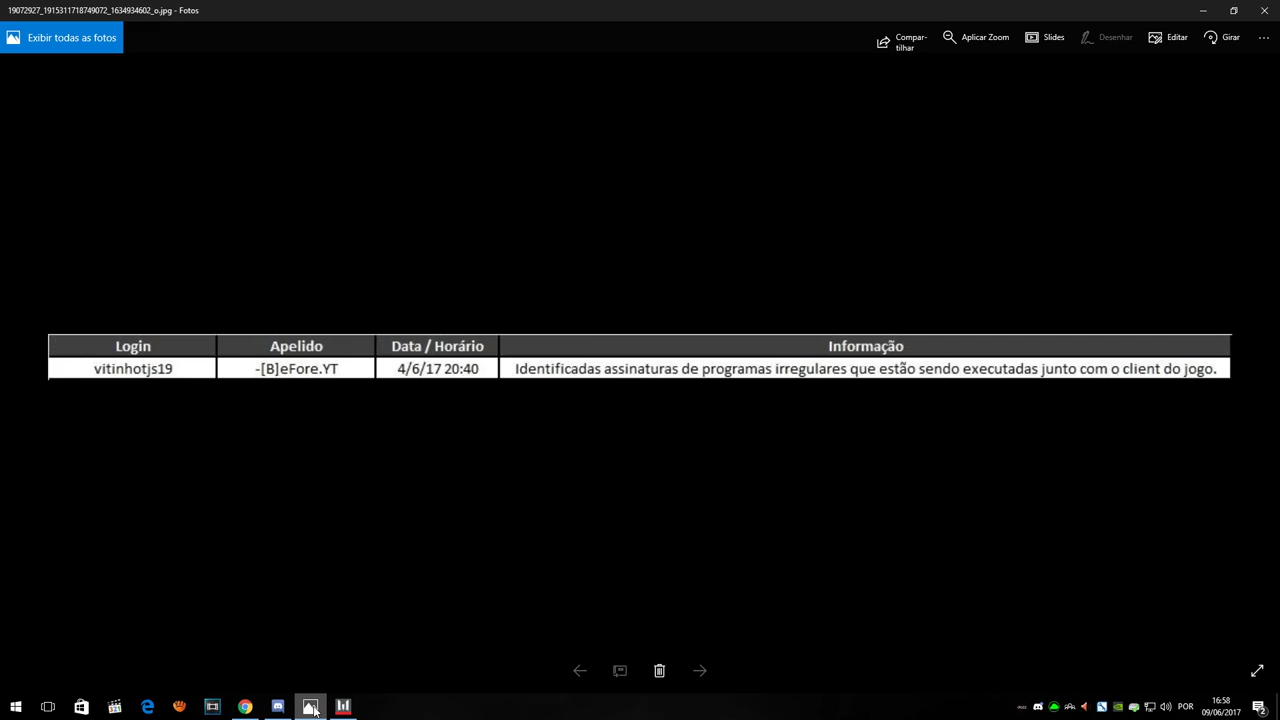 19072927_1915311718749072_1634934602_o.jpg - Fotos
Exibir todas as fotos
Compar-
tilhar
Aplicar Zoom
Slides
Desenhar
Editar
Girar
Login Apelido Data / Horário Informação
vitinhotjs19 -[B]eFore.YT 4/6/17 20:40 Identificadas assinaturas de programas irregulares que estão sendo executadas junto com o client do jogo.
POR
16:58
09/06/2017
2